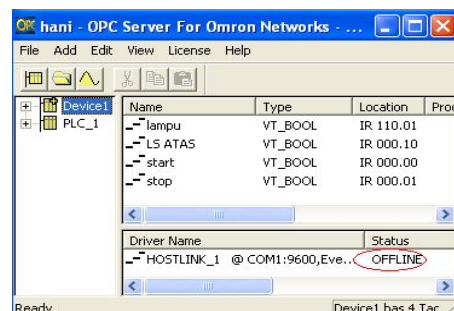 hani - OPC Server For Omron Networks - ...
File Add Edit View License Help
Device1
PLC_1
Name Type Location Proc
lampu VT_BOOL IR 110.01
LS ATAS VT_BOOL IR 000.10
start VT_BOOL IR 000.00
stop VT_BOOL IR 000.01
Driver Name Status
HOSTLINK_1 @ COM1:9600,Eve... OFFLINE
Ready Device1 has 4 Tag